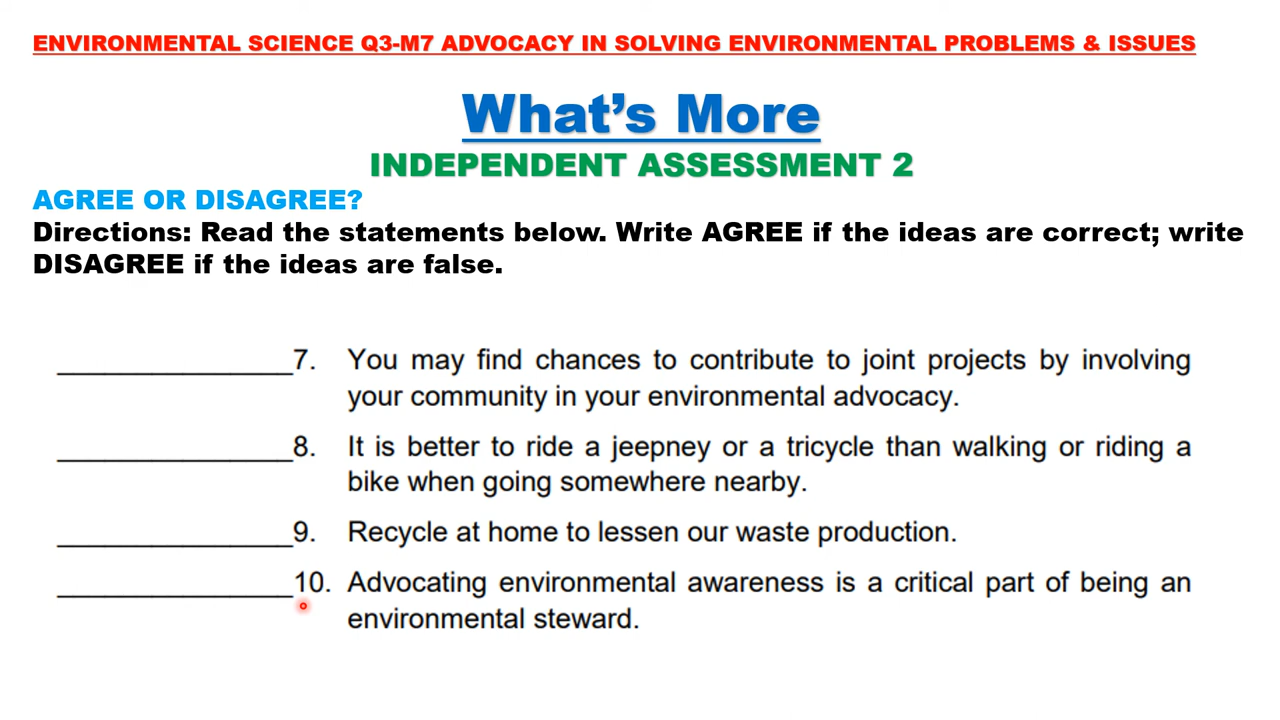 ENVIRONMENTAL SCIENCE Q3-M7 ADVOCACY IN SOLVING ENVIRONMENTAL PROBLEMS & ISSUES
What's More
INDEPENDENT ASSESSMENT 2
AGREE OR DISAGREE?
Directions: Read the statements below. Write AGREE if the ideas are correct; write
DISAGREE if the ideas are false.
________________7. You may find chances to contribute to joint projects by involving
your community in your environmental advocacy.
________________8. It is better to ride a jeepney or a tricycle than walking or riding a
bike when going somewhere nearby.
________________9. Recycle at home to lessen our waste production.
________________10. Advocating environmental awareness is a critical part of being an
environmental steward.